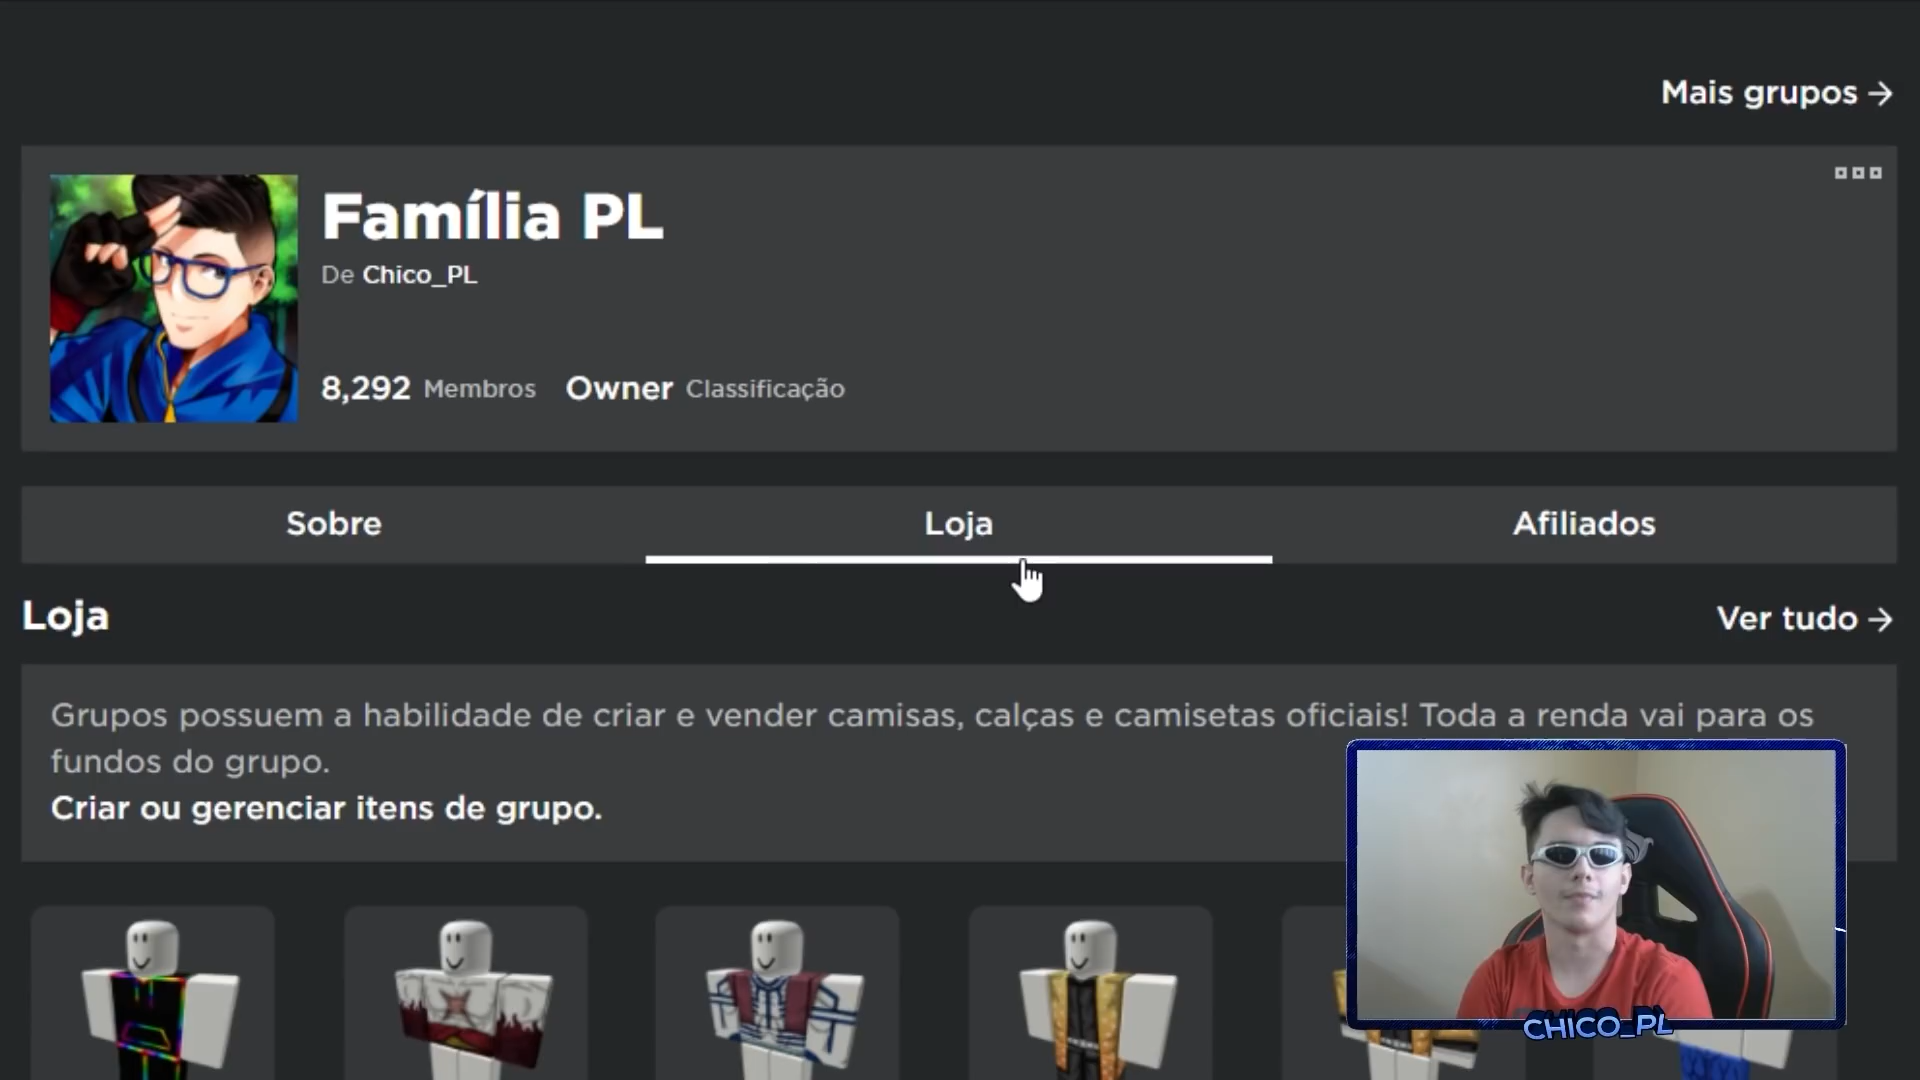 Mais grupos
Família PL
De Chico_PL
8,292 Membros Owner Classificação
Sobre Loja Afiliados
Loja
Ver tudo
Grupos possuem a habilidade de criar e vender camisas, calças e camisetas oficiais! Toda a renda vai para os
fundos do grupo.
Criar ou gerenciar itens de grupo.
CHICO_PL